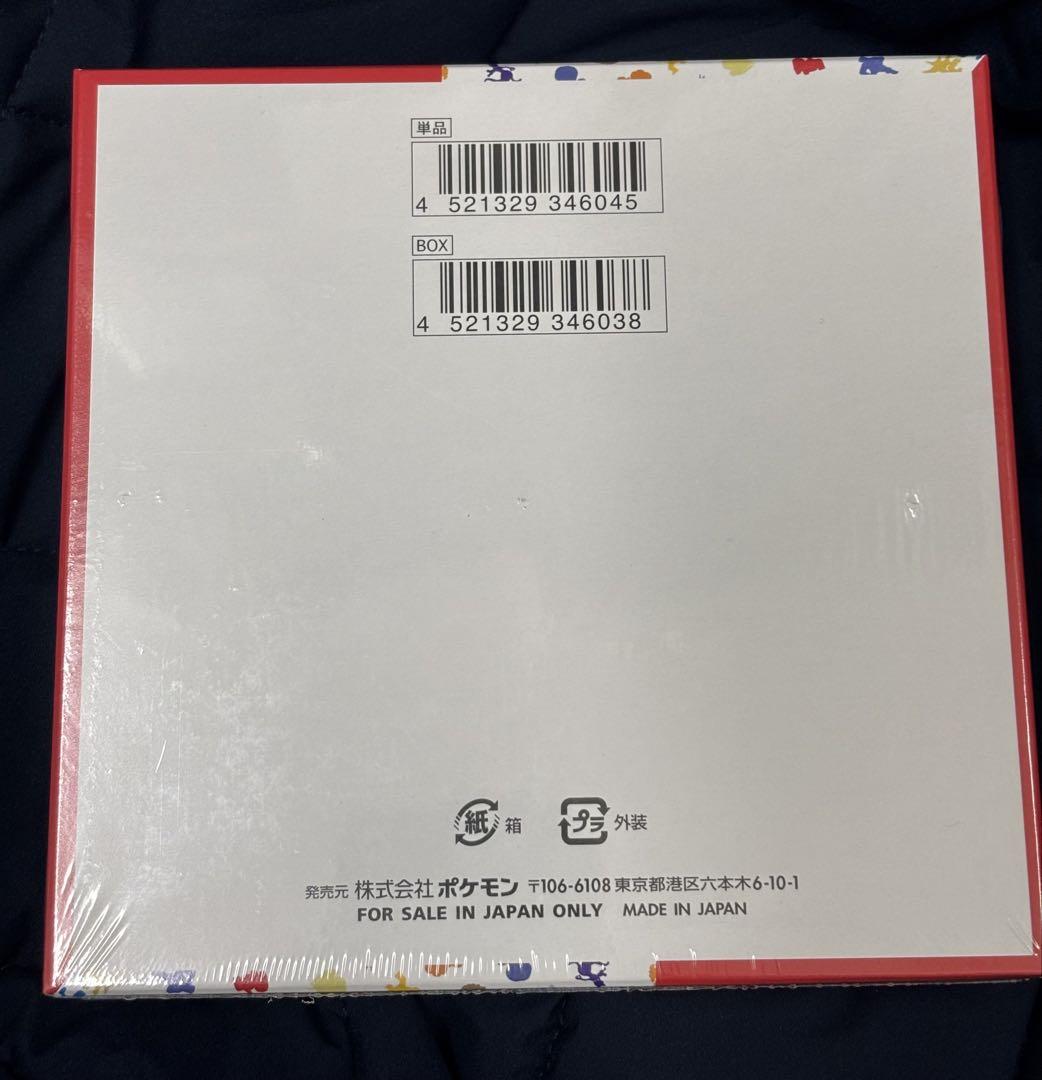 単品
4 521329 346045
BOX
4 521329 346038
紙 箱 プラ 外装
発売元 株式会社ポケモン 〒106-6108 東京都港区六本木6-10-1
FOR SALE IN JAPAN ONLY MADE IN JAPAN